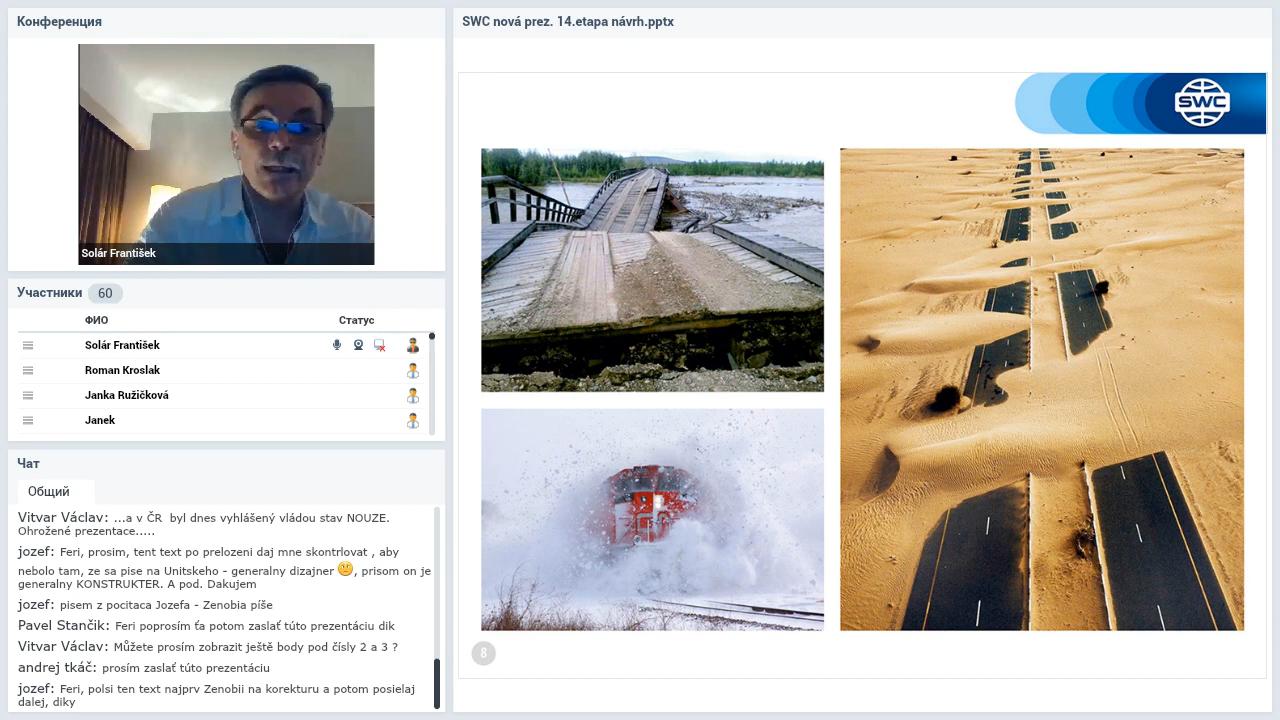 Конференция
Solár František
Участники 60
ФИО Статус
Solár František
Roman Kroslak
Janka Ružičková
Janek
Чат
Общий
Vitvar Václav: ...a v ČR byl dnes vyhlášený vládou stav NOUZE.
Ohrožené prezentace.....
jozef: Feri, prosim, tent text po prelozeni daj mne skontrlovat , aby
nebolo tam, ze sa pise na Unitskeho - generalny dizajner , prisom on je
generalny KONSTRUKTER. A pod. Dakujem
jozef: pisem z pocitaca Jozefa - Zenobia píše
Pavel Stančik: Feri poprosím ťa potom zaslať túto prezentáciu dik
Vitvar Václav: Můžete prosím zobrazit ještě body pod čísly 2 a 3 ?
andrej tkáč: prosím zaslať túto prezentáciu
jozef: Feri, polsi ten text najprv Zenobii na korekturu a potom posielaj
dalej, diky
SWC nová prez. 14.etapa návrh.pptx
SWC
8